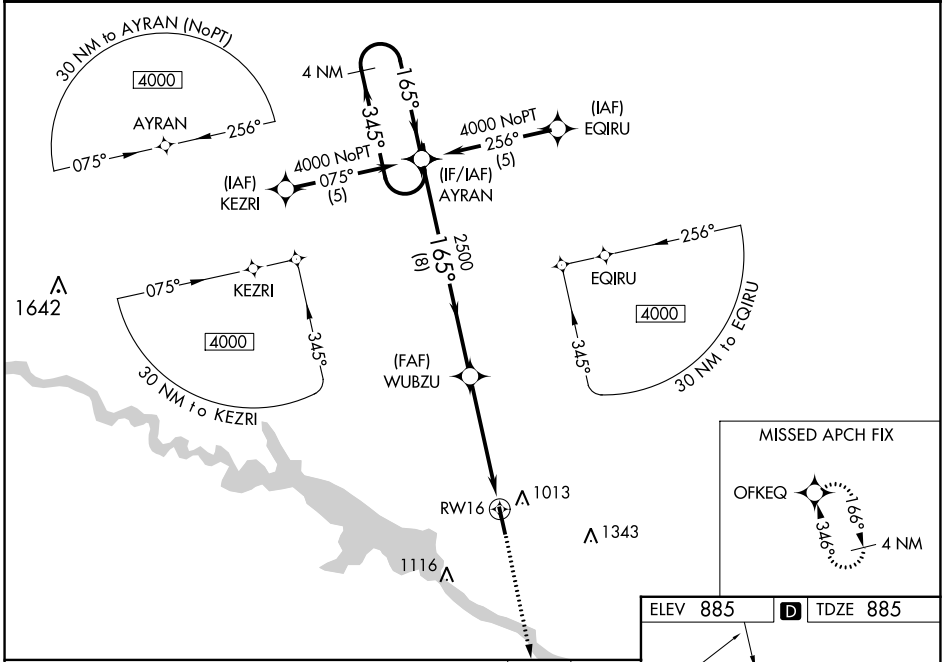 30 NM to AYRAN (NoPT)
4000
AYRAN
075°
256°
4 NM
165°
345°
(IAF)
EQIRU
4000 NoPT
256°
(5)
4000 NoPT
075°
(5)
(IAF)
KEZRI
(IF/IAF)
AYRAN
2500
165°
(8)
075°
KEZRI
4000
345°
30 NM to KEZRI
256°
EQIRU
4000
345°
30 NM to EQIRU
1642
(FAF)
WUBZU
RW16
1013
1343
1116
MISSED APCH FIX
OFKEQ
166°
346°
4 NM
ELEV 885
D
TDZE 885